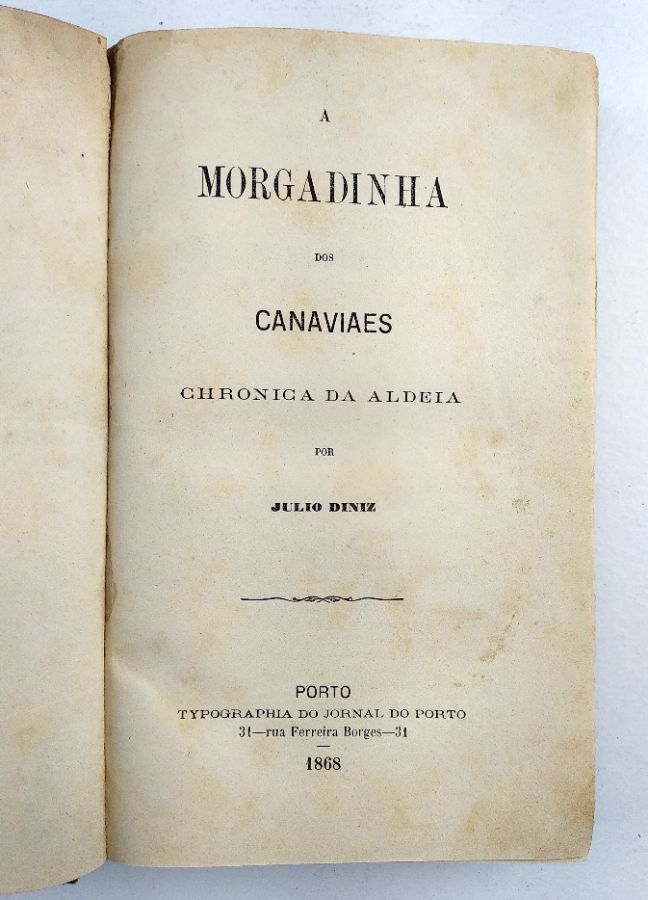 A
MORGADINHA
DOS
CANAVIAES
CHRONICA DA ALDEIA
POR
JULIO DINIZ
PORTO
TYPOGRAPHIA DO JORNAL DO PORTO
31—rua Ferreira Borges—31
1868